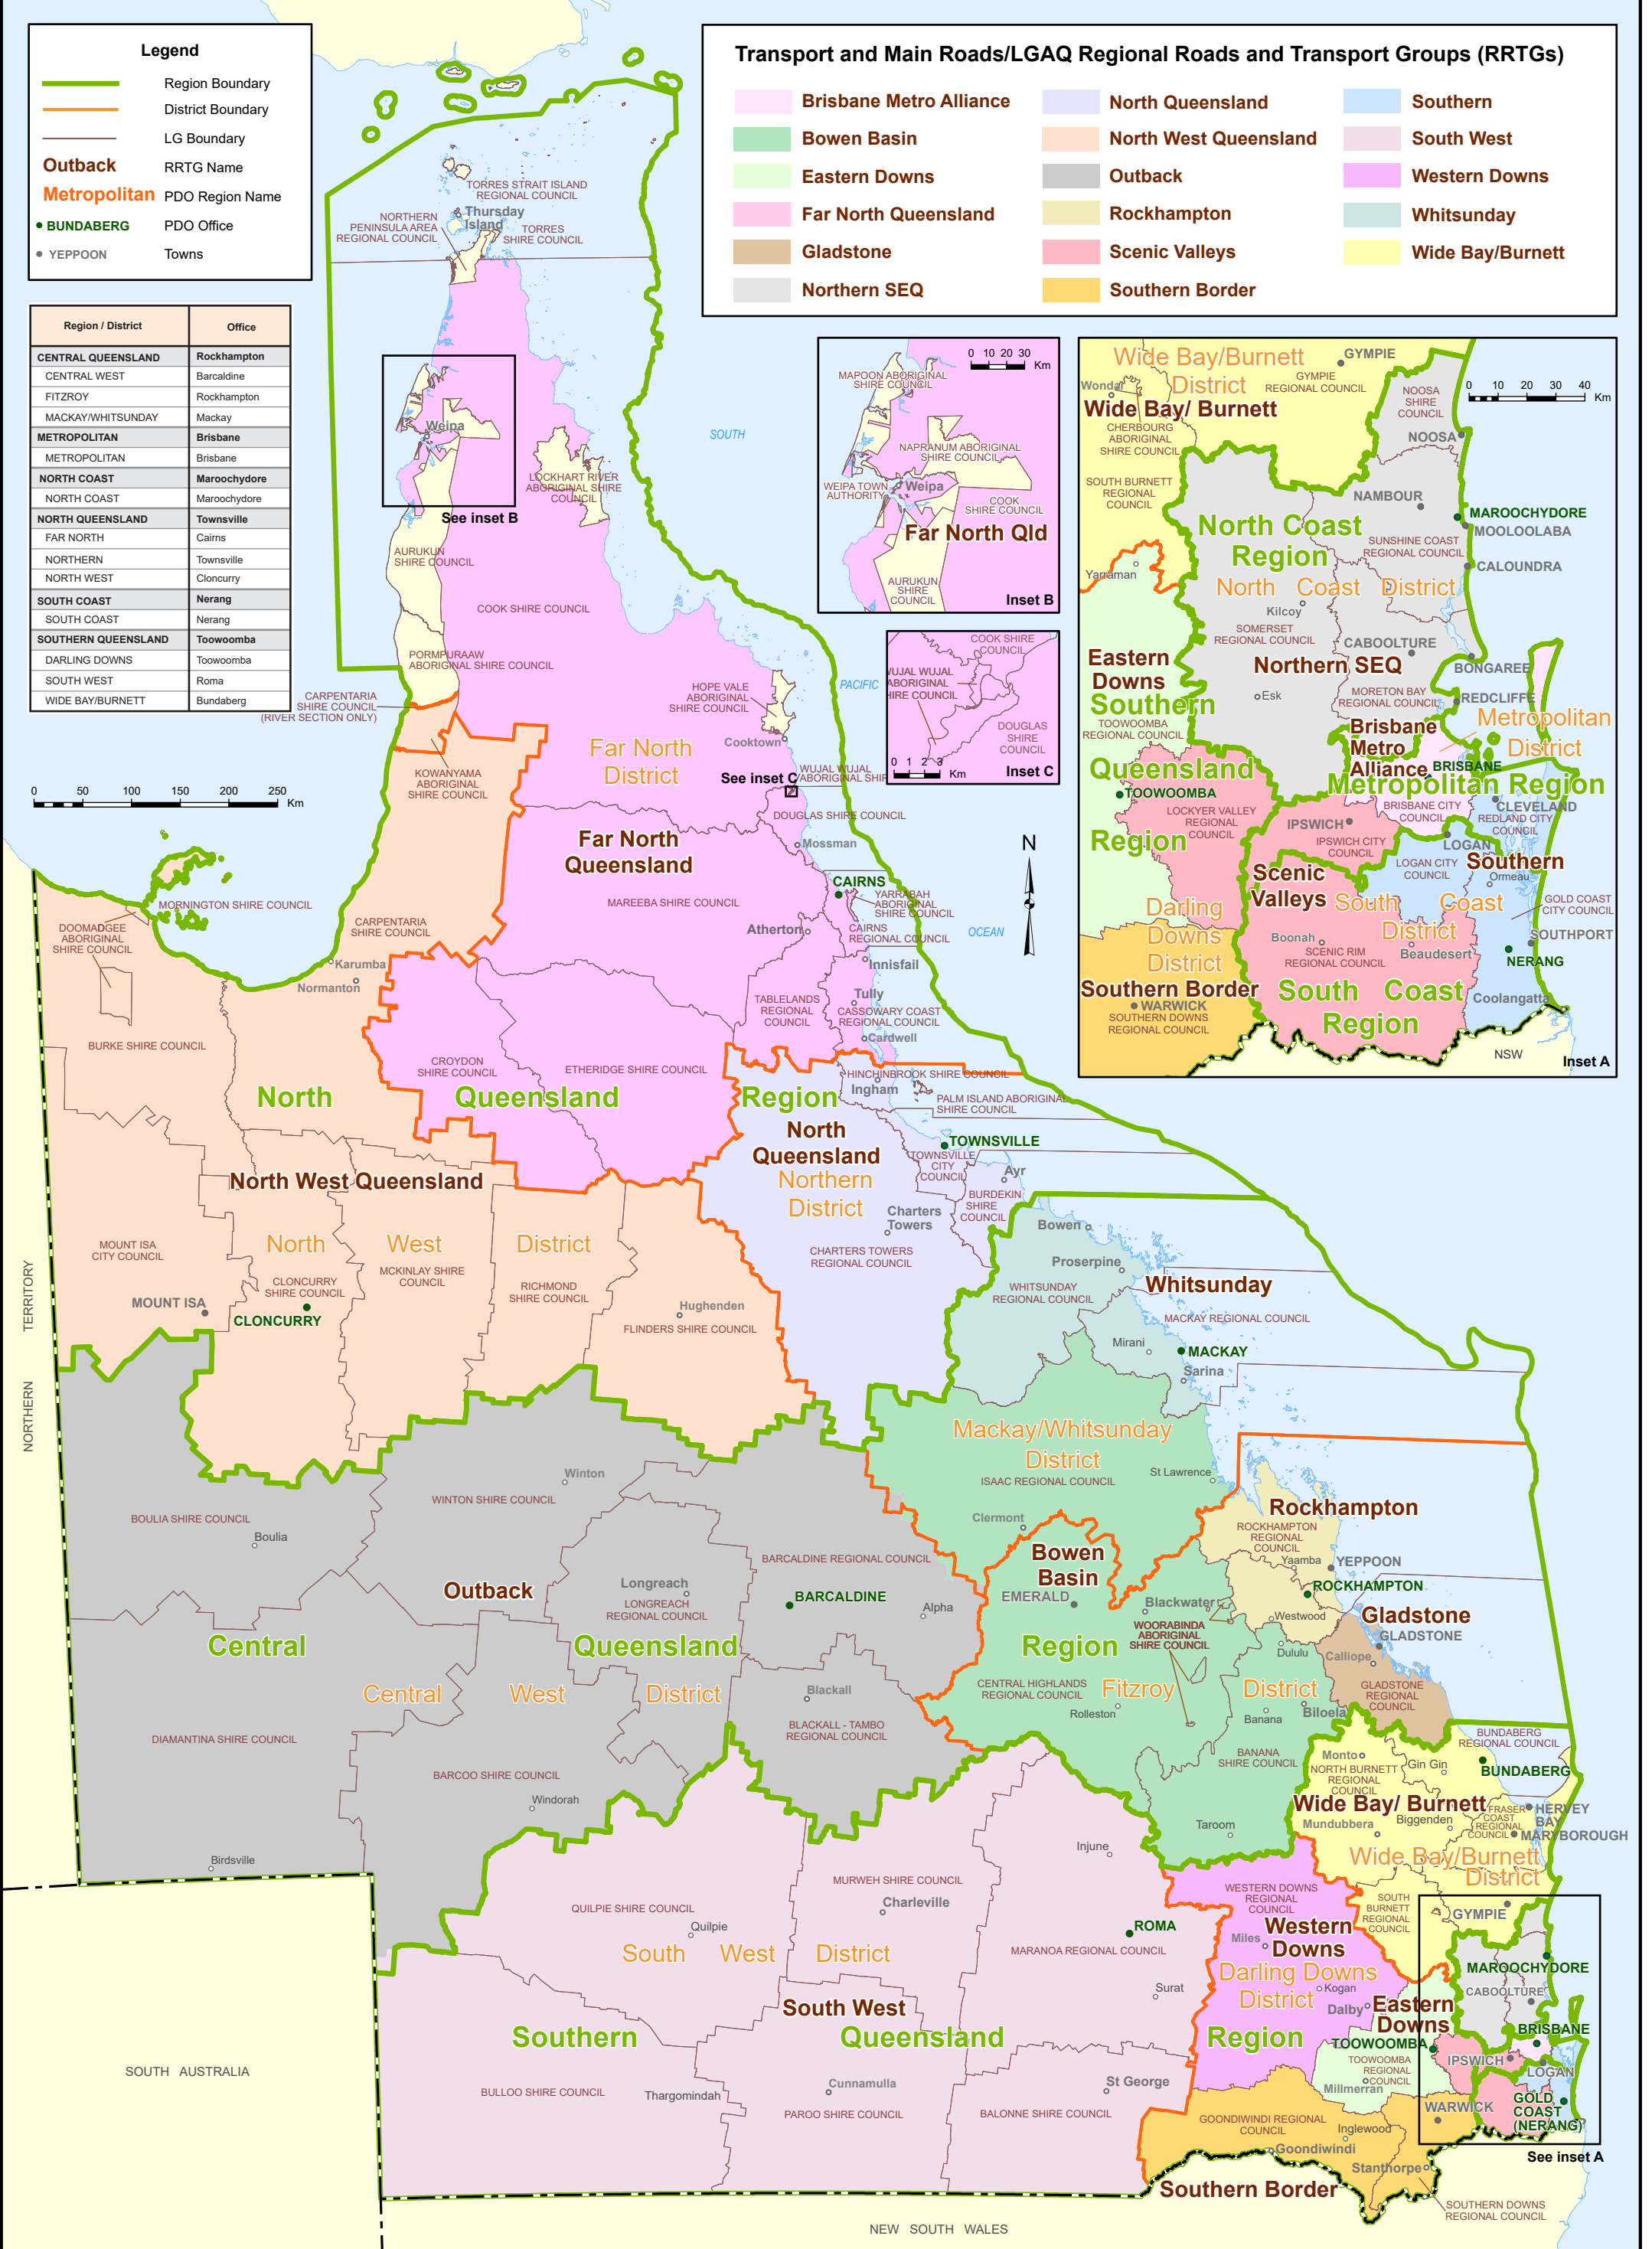 Legend
Region Boundary
District Boundary
LG Boundary
Outback RRTG Name
Metropolitan PDO Region Name
BUNDABERG PDO Office
YEPPOON Towns
Transport and Main Roads/LGAQ Regional Roads and Transport Groups (RRTGs)
Brisbane Metro Alliance
Bowen Basin
Eastern Downs
Far North Queensland
Gladstone
Northern SEQ
North Queensland
North West Queensland
Outback
Rockhampton
Scenic Valleys
Southern Border
Southern
South West
Western Downs
Whitsunday
Wide Bay/Burnett
Region / District Office
CENTRAL QUEENSLAND Rockhampton
CENTRAL WEST Barcaldine
FITZROY Rockhampton
MACKAY/WHITSUNDAY Mackay
METROPOLITAN Brisbane
METROPOLITAN Brisbane
NORTH COAST Maroochydore
NORTH COAST Maroochydore
NORTH QUEENSLAND Townsville
FAR NORTH Cairns
NORTHERN Townsville
NORTH WEST Cloncurry
SOUTH COAST Nerang
SOUTH COAST Nerang
SOUTHERN QUEENSLAND Toowoomba
DARLING DOWNS Toowoomba
SOUTH WEST Roma
WIDE BAY/BURNETT Bundaberg
0 50 100 150 200 250 Km
TORRES STRAIT ISLAND
REGIONAL COUNCIL
Thursday
Island
NORTHERN
PENINSULA AREA
REGIONAL COUNCIL
TORRES
SHIRE COUNCIL
Weipa
See inset B
LOCKHART RIVER
ABORIGINAL SHIRE
COUNCIL
AURUKUN
SHIRE COUNCIL
COOK SHIRE COUNCIL
PORMPURAAW
ABORIGINAL SHIRE COUNCIL
CARPENTARIA
SHIRE COUNCIL
(RIVER SECTION ONLY)
KOWANYAMA
ABORIGINAL
SHIRE COUNCIL
HOPE VALE
ABORIGINAL
SHIRE COUNCIL
Cooktown
Far North
District
See inset C
WUJAL WUJAL
ABORIGINAL SHIR
DOUGLAS SHIRE COUNCIL
Mossman
Far North
Queensland
MAREEBA SHIRE COUNCIL
CAIRNS
YARRABAH
ABORIGINAL
SHIRE COUNCIL
CAIRNS
REGIONAL COUNCIL
Atherton
Innisfail
Tully
TABLELANDS
REGIONAL
COUNCIL
CASSOWARY COAST
REGIONAL COUNCIL
Cardwell
SOUTH
PACIFIC
OCEAN
N
MAPOON ABORIGINAL
SHIRE COUNCIL
0 10 20 30
Km
NAPRANUM ABORIGINAL
SHIRE COUNCIL
WEIPA TOWN
AUTHORITY
Weipa
COOK
SHIRE COUNCIL
Far North Qld
AURUKUN
SHIRE
COUNCIL
Inset B
COOK SHIRE
COUNCIL
VUJAL WUJAL
ABORIGINAL
HIRE COUNCIL
DOUGLAS
SHIRE
COUNCIL
0 1 2 3
Km
Inset C
Wide Bay/Burnett
District
GYMPIE
GYMPIE
REGIONAL COUNCIL
Wondai
Wide Bay/ Burnett
CHERBOURG
ABORIGINAL
SHIRE COUNCIL
NOOSA
SHIRE
COUNCIL
0 10 20 30 40
Km
NOOSA
SOUTH BURNETT
REGIONAL
COUNCIL
NAMBOUR
MAROOCHYDORE
MOOLOOLABA
North Coast
Region
SUNSHINE COAST
REGIONAL COUNCIL
CALOUNDRA
Yarraman
North Coast District
Kilcoy
SOMERSET
REGIONAL COUNCIL
CABOOLTURE
Eastern
Downs
Northern SEQ
BONGAREE
Esk
MORETON BAY
REGIONAL COUNCIL
REDCLIFFE
Southern
TOOWOOMBA
REGIONAL COUNCIL
Brisbane
Metro
Alliance
Metropolitan
District
Queensland
BRISBANE
Metropolitan Region
TOOWOOMBA
LOCKYER VALLEY
REGIONAL
COUNCIL
IPSWICH
IPSWICH CITY
COUNCIL
BRISBANE CITY
COUNCIL
CLEVELAND
REDLAND CITY
COUNCIL
Region
LOGAN
LOGAN CITY
COUNCIL
Southern
Ormeau
Scenic
Valleys
South Coast
District
GOLD COAST
CITY COUNCIL
Darling
Downs
District
Boonah
SCENIC RIM
REGIONAL COUNCIL
Beaudesert
SOUTHPORT
NERANG
Southern Border
South Coast
Region
WARWICK
SOUTHERN DOWNS
REGIONAL COUNCIL
Coolangatta
NSW
Inset A
DOOMADGEE
ABORIGINAL
SHIRE COUNCIL
MORNINGTON SHIRE COUNCIL
CARPENTARIA
SHIRE COUNCIL
Karumba
Normanton
BURKE SHIRE COUNCIL
CROYDON
SHIRE COUNCIL
ETHERIDGE SHIRE COUNCIL
North Queensland Region
HINCHINBROOK SHIRE COUNCIL
Ingham
PALM ISLAND ABORIGINAL
SHIRE COUNCIL
North
Queensland
TOWNSVILLE
TOWNSVILLE
CITY
COUNCIL
Ayr
North West Queensland
Northern
District
BURDEKIN
SHIRE
COUNCIL
Charters
Towers
CHARTERS TOWERS
REGIONAL COUNCIL
Bowen
Proserpine
Whitsunday
WHITSUNDAY
REGIONAL COUNCIL
MACKAY REGIONAL COUNCIL
Mirani
MACKAY
Sarina
North West District
MOUNT ISA
CITY COUNCIL
MCKINLAY SHIRE
COUNCIL
CLONCURRY
SHIRE COUNCIL
RICHMOND
SHIRE COUNCIL
MOUNT ISA
CLONCURRY
Hughenden
FLINDERS SHIRE COUNCIL
NORTHERN TERRITORY
Mackay/Whitsunday
District
ISAAC REGIONAL COUNCIL
St Lawrence
Winton
WINTON SHIRE COUNCIL
BOULIA SHIRE COUNCIL
Boulia
Clermont
Rockhampton
ROCKHAMPTON
REGIONAL
COUNCIL
Yaamba
YEPPOON
BARCALDINE REGIONAL COUNCIL
Bowen
Basin
Outback
Longreach
LONGREACH
REGIONAL COUNCIL
BARCALDINE
Alpha
EMERALD
Blackwater
ROCKHAMPTON
Westwood
WOORABINDA
ABORIGINAL
SHIRE COUNCIL
Gladstone
GLADSTONE
Central Queensland Region
Dululu
Calliope
Central West District
Blackall
CENTRAL HIGHLANDS
REGIONAL COUNCIL
Fitzroy District
GLADSTONE
REGIONAL
COUNCIL
Rolleston
Banana
Biloela
DIAMANTINA SHIRE COUNCIL
BLACKALL - TAMBO
REGIONAL COUNCIL
BANANA
SHIRE COUNCIL
BARCOO SHIRE COUNCIL
Windorah
BUNDABERG
REGIONAL COUNCIL
Monto
Gin Gin
BUNDABERG
NORTH BURNETT
REGIONAL
COUNCIL
Wide Bay/ Burnett
FRASER
COAST
REGIONAL
COUNCIL
HERVEY
BAY
Taroom
Mundubbera
Biggenden
MARYBOROUGH
Birdsville
Injune
Wide Bay/Burnett
District
MURWEH SHIRE COUNCIL
QUILPIE SHIRE COUNCIL
Charleville
Quilpie
WESTERN DOWNS
REGIONAL
COUNCIL
SOUTH
BURNETT
REGIONAL
COUNCIL
GYMPIE
ROMA
Western
Downs
Miles
South West District
MARANOA REGIONAL COUNCIL
Darling Downs
District
MAROOCHYDORE
Surat
Kogan
CABOOLTURE
South West
Dalby
Eastern
Downs
Southern Queensland Region
BRISBANE
TOOWOOMBA
TOOWOOMBA
REGIONAL
COUNCIL
IPSWICH
LOGAN
SOUTH AUSTRALIA
BULLOO SHIRE COUNCIL
Thargomindah
Cunnamulla
St George
Millmerran
PAROO SHIRE COUNCIL
BALONNE SHIRE COUNCIL
WARWICK
GOLD
COAST
(NERANG)
GOONDIWINDI REGIONAL
COUNCIL
Inglewood
Goondiwindi
See inset A
Stanthorpe
Southern Border
SOUTHERN DOWNS
REGIONAL COUNCIL
NEW SOUTH WALES